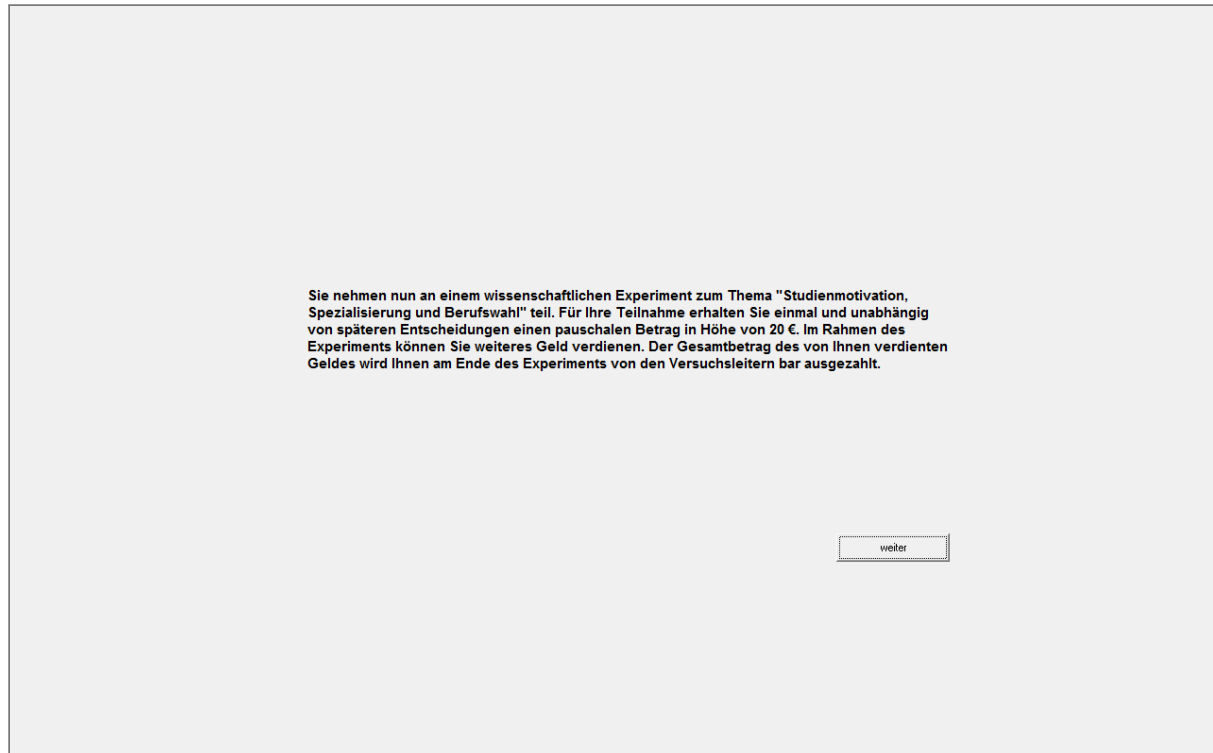 Sie nehmen nun an einem wissenschaftlichen Experiment zum Thema "Studienmotivation,
Spezialisierung und Berufswahl" teil. Für Ihre Teilnahme erhalten Sie einmal und unabhängig
von späteren Entscheidungen einen pauschalen Betrag in Höhe von 20 €. Im Rahmen des
Experiments können Sie weiteres Geld verdienen. Der Gesamtbetrag des von Ihnen verdienten
Geldes wird Ihnen am Ende des Experiments von den Versuchsleitern bar ausgezahlt.
weiter